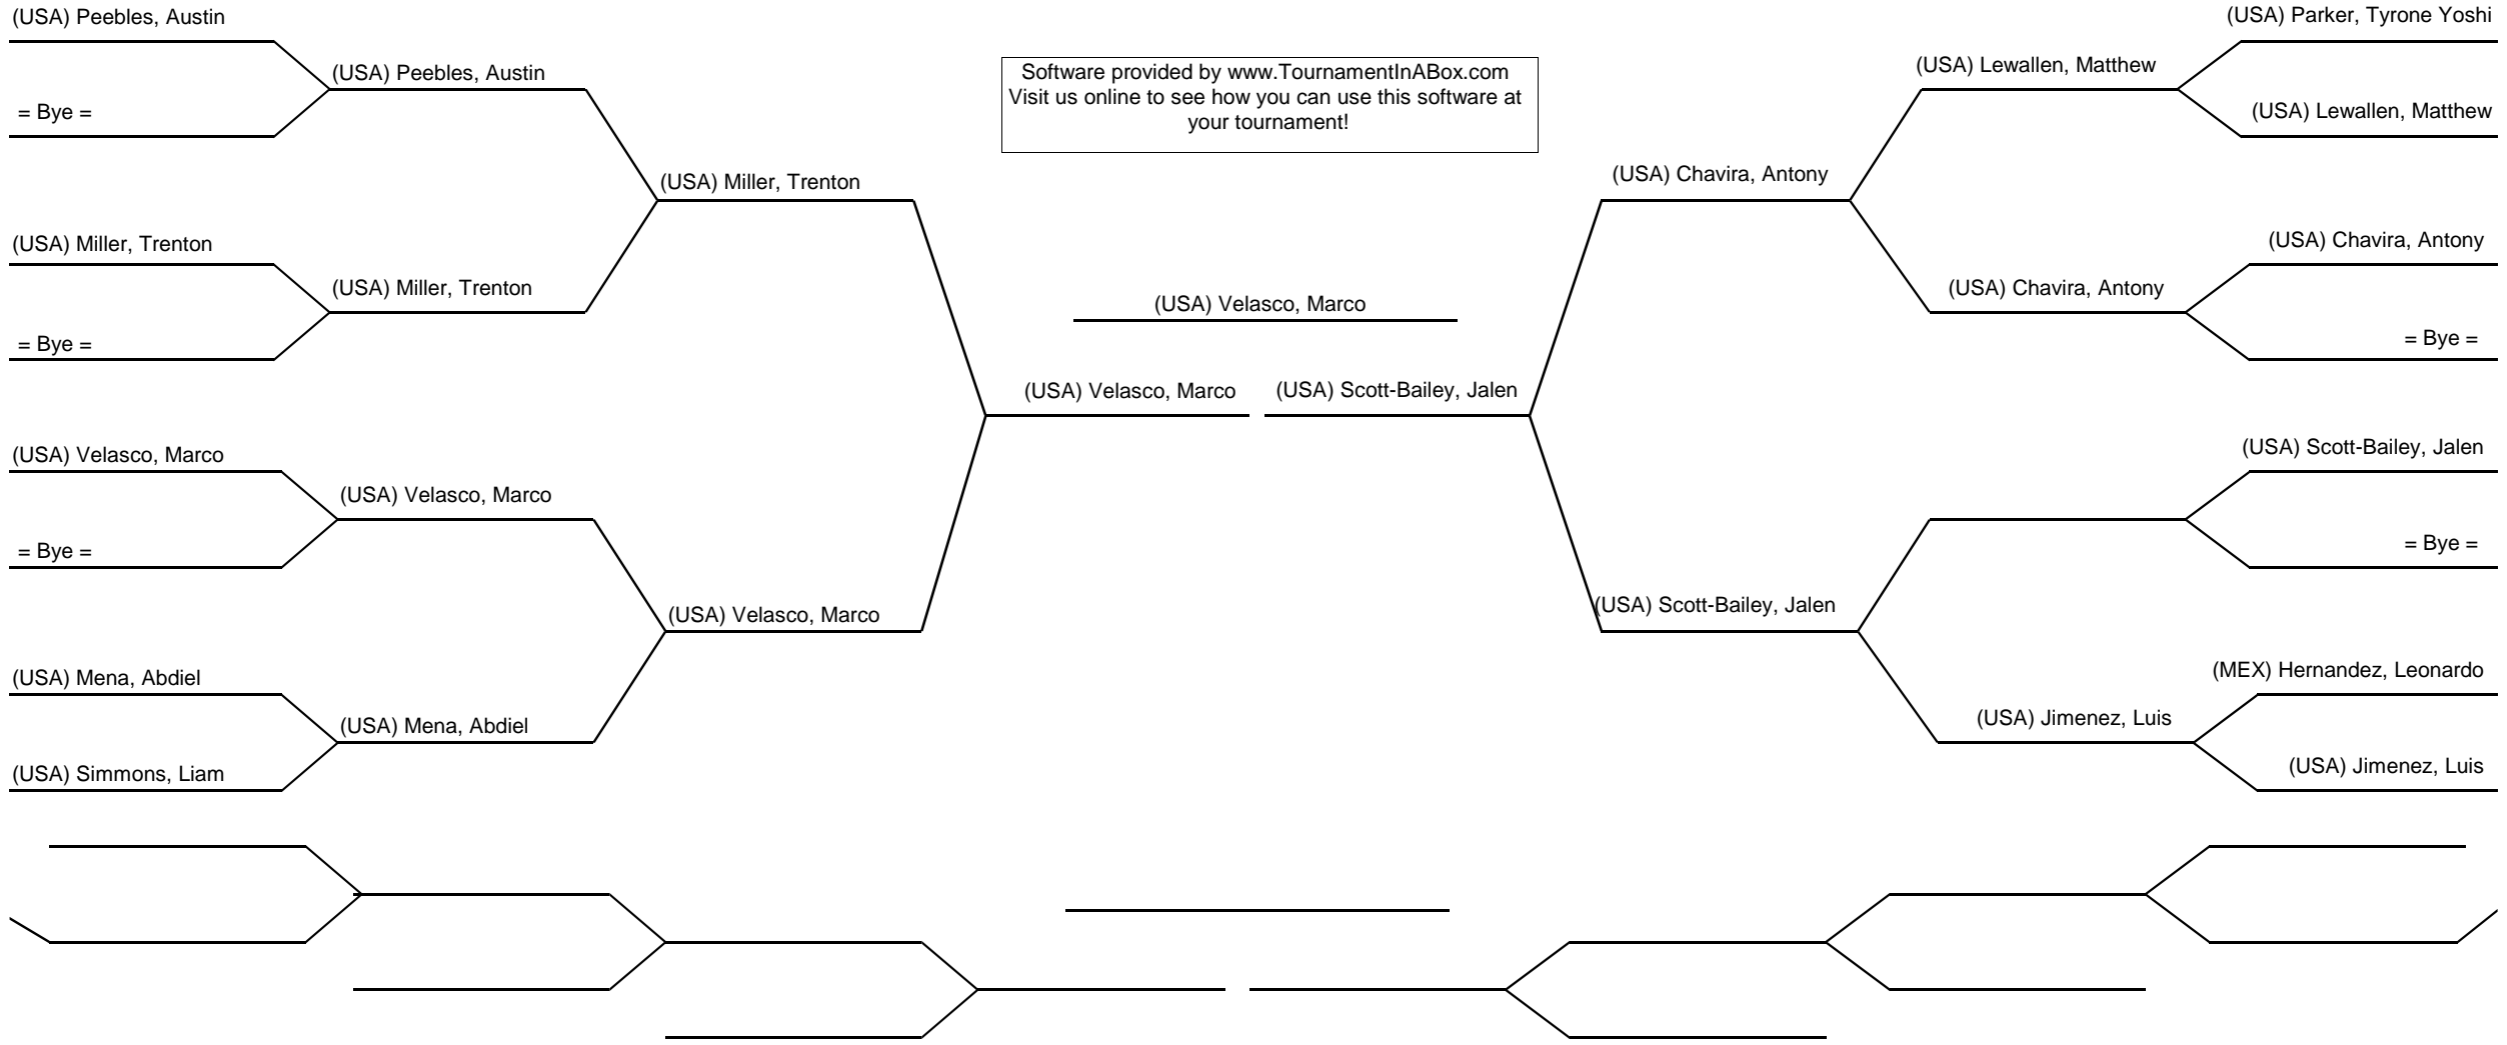 (USA) Peebles, Austin
= Bye =
(USA) Miller, Trenton
= Bye =
(USA) Velasco, Marco
= Bye =
(USA) Mena, Abdiel
(USA) Simmons, Liam
(USA) Peebles, Austin
(USA) Miller, Trenton
(USA) Velasco, Marco
(USA) Mena, Abdiel
(USA) Miller, Trenton
(USA) Velasco, Marco
Software provided by www.TournamentInABox.com
Visit us online to see how you can use this software at
your tournament!
(USA) Velasco, Marco
(USA) Velasco, Marco
(USA) Scott-Bailey, Jalen
(USA) Chavira, Antony
(USA) Scott-Bailey, Jalen
(USA) Lewallen, Matthew
(USA) Chavira, Antony
(USA) Jimenez, Luis
(USA) Parker, Tyrone Yoshi
(USA) Lewallen, Matthew
(USA) Chavira, Antony
= Bye =
(USA) Scott-Bailey, Jalen
= Bye =
(MEX) Hernandez, Leonardo
(USA) Jimenez, Luis